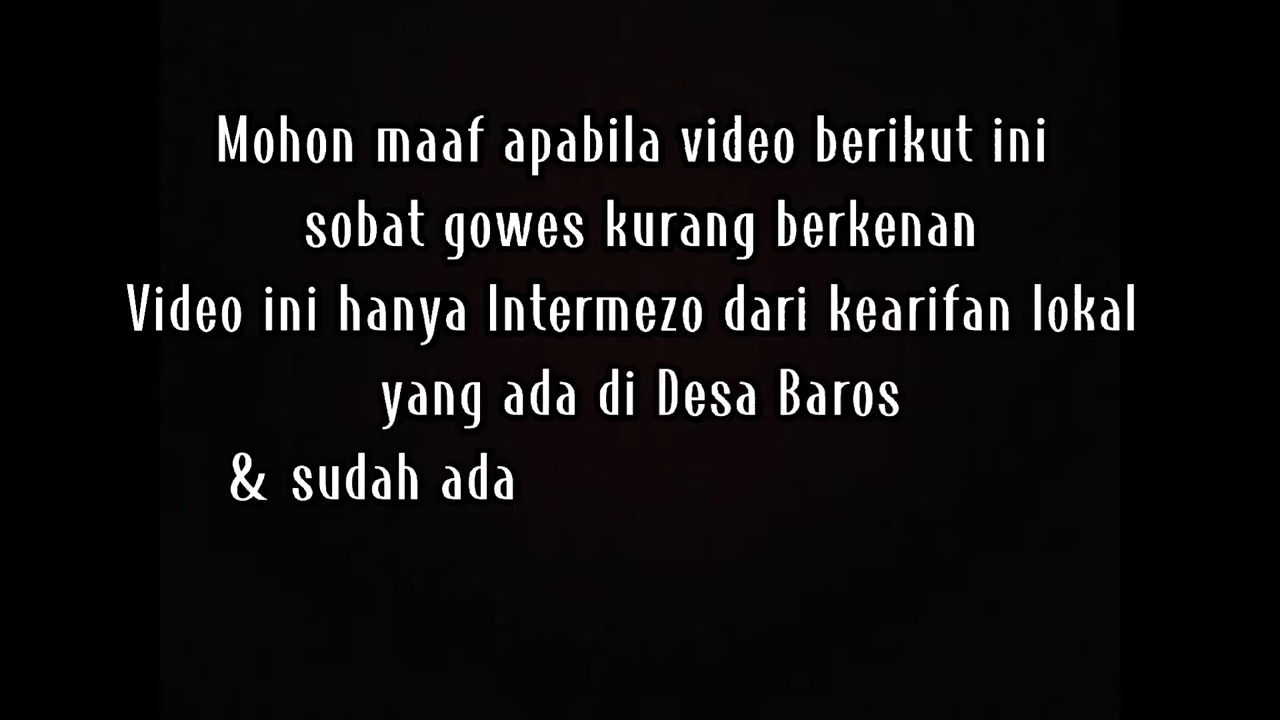 Mohon maaf apabila video berikut ini
sobat gowes kurang berkenan
Video ini hanya Intermezo dari kearifan lokal
yang ada di Desa Baros
& sudah ada